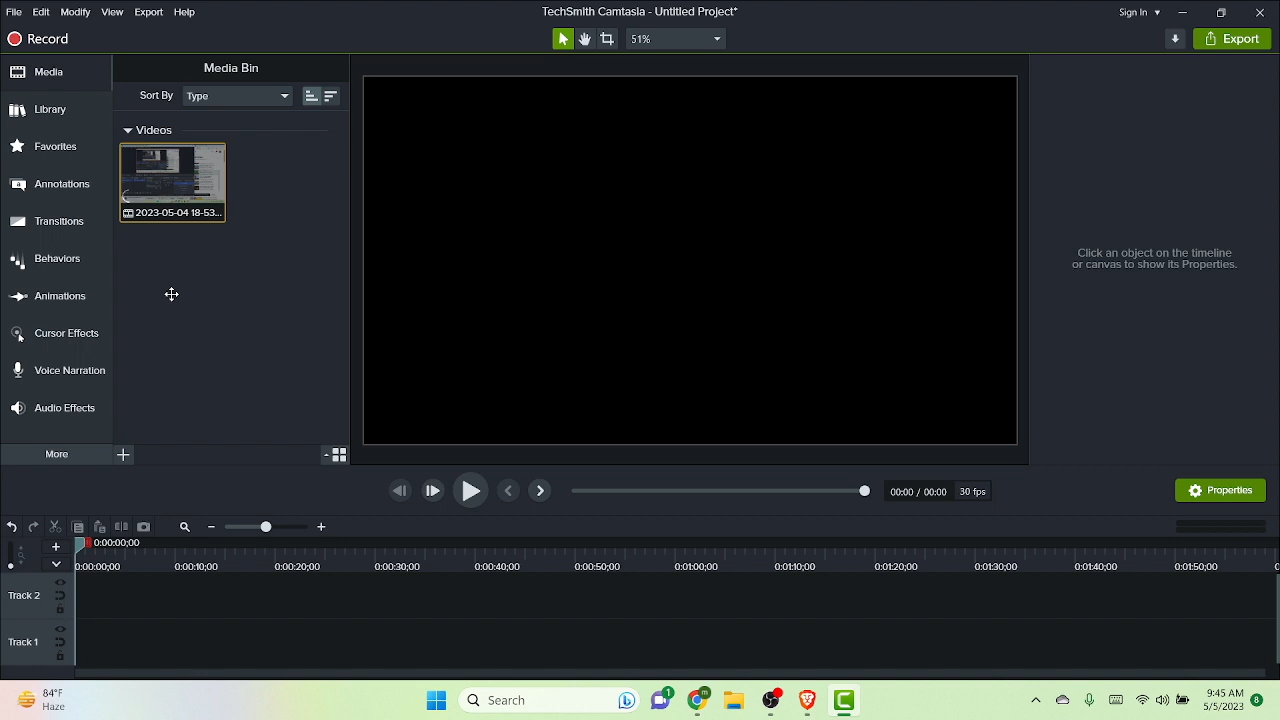 File Edit Modify View Export Help
TechSmith Camtasia - Untitled Project*
Sign In
Record
51%
Export
Media
Media Bin
Sort By Type
Library
Videos
Favorites
Annotations
2023-05-04 18-53...
Transitions
Behaviors
Click an object on the timeline
or canvas to show its Properties.
Animations
Cursor Effects
Voice Narration
Audio Effects
More
00:00 / 00:00 30 fps
Properties
0:00:00;00
0:00:00;00 0:00:10;00 0:00:20;00 0:00:30;00 0:00:40;00 0:00:50;00 0:01:00;00 0:01:10;00 0:01:20;00 0:01:30;00 0:01:40;00 0:01:50;00
Track 2
Track 1
84°F
Haze
Search
1
m
9:45 AM
5/5/2023
8